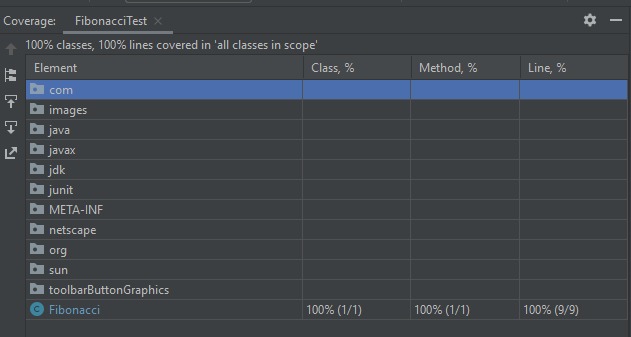 Coverage: FibonacciTest ×
100% classes, 100% lines covered in 'all classes in scope'
Element Class, % Method, % Line, %
com
images
java
javax
jdk
junit
META-INF
netscape
org
sun
toolbarButtonGraphics
C Fibonacci 100% (1/1) 100% (1/1) 100% (9/9)